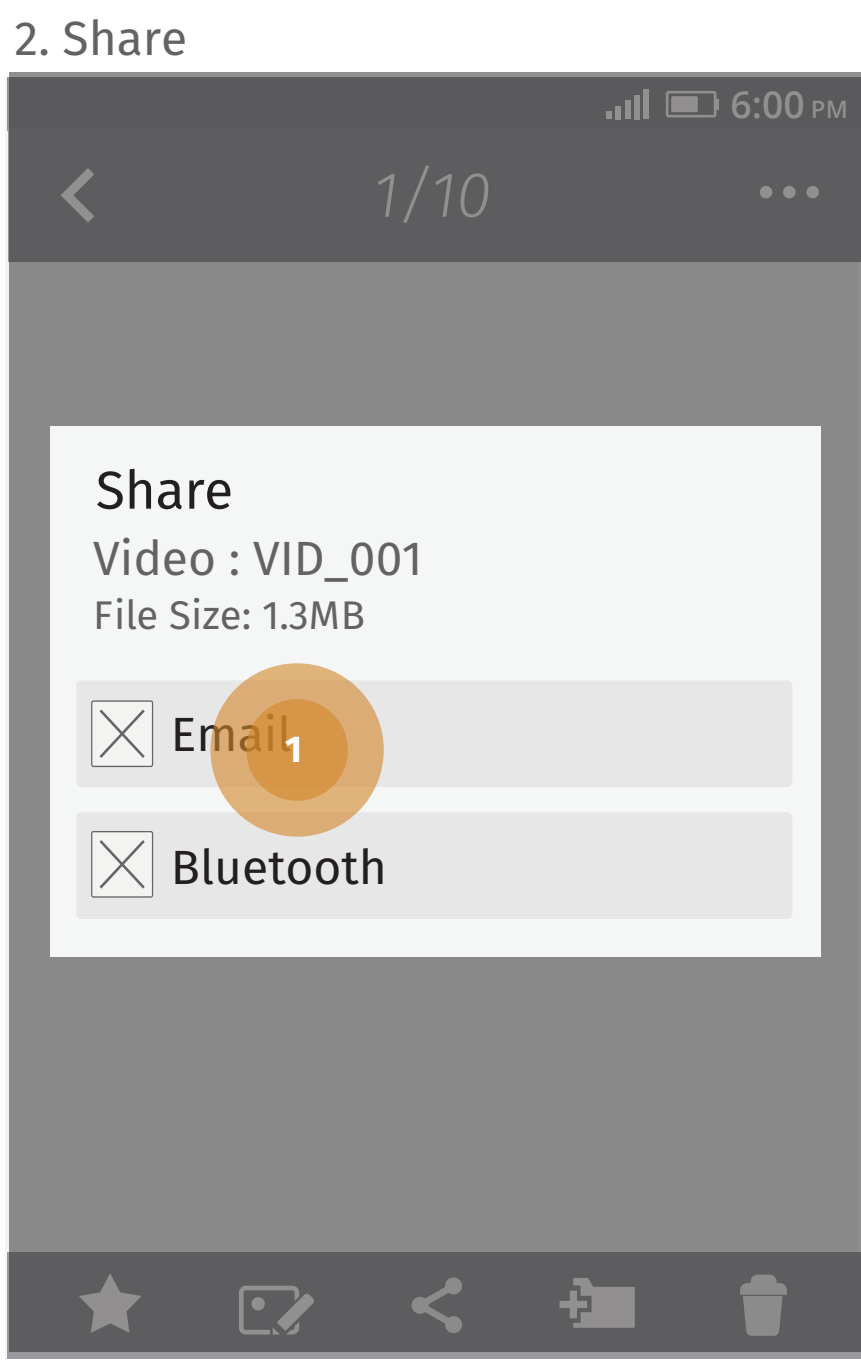 2. Share
6:00 PM
1/10
Share
Video : VID_001
File Size: 1.3MB
Email
1
Bluetooth